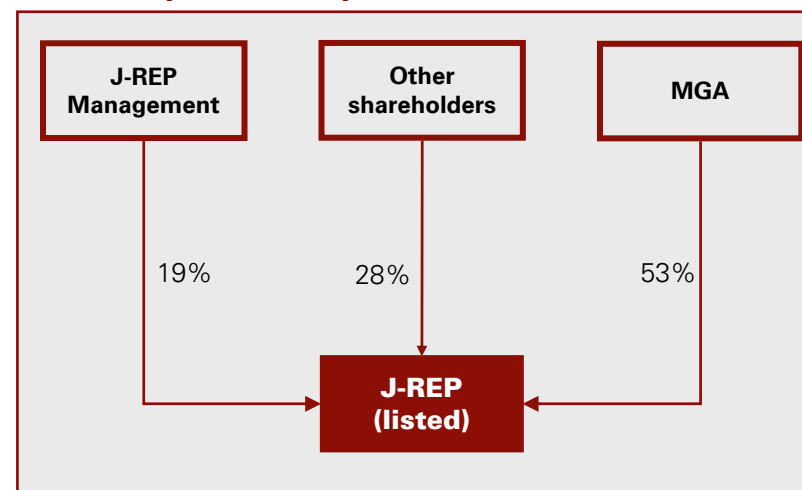 J-REP
Management
Other
shareholders
MGA
19%
28%
53%
J-REP
(listed)